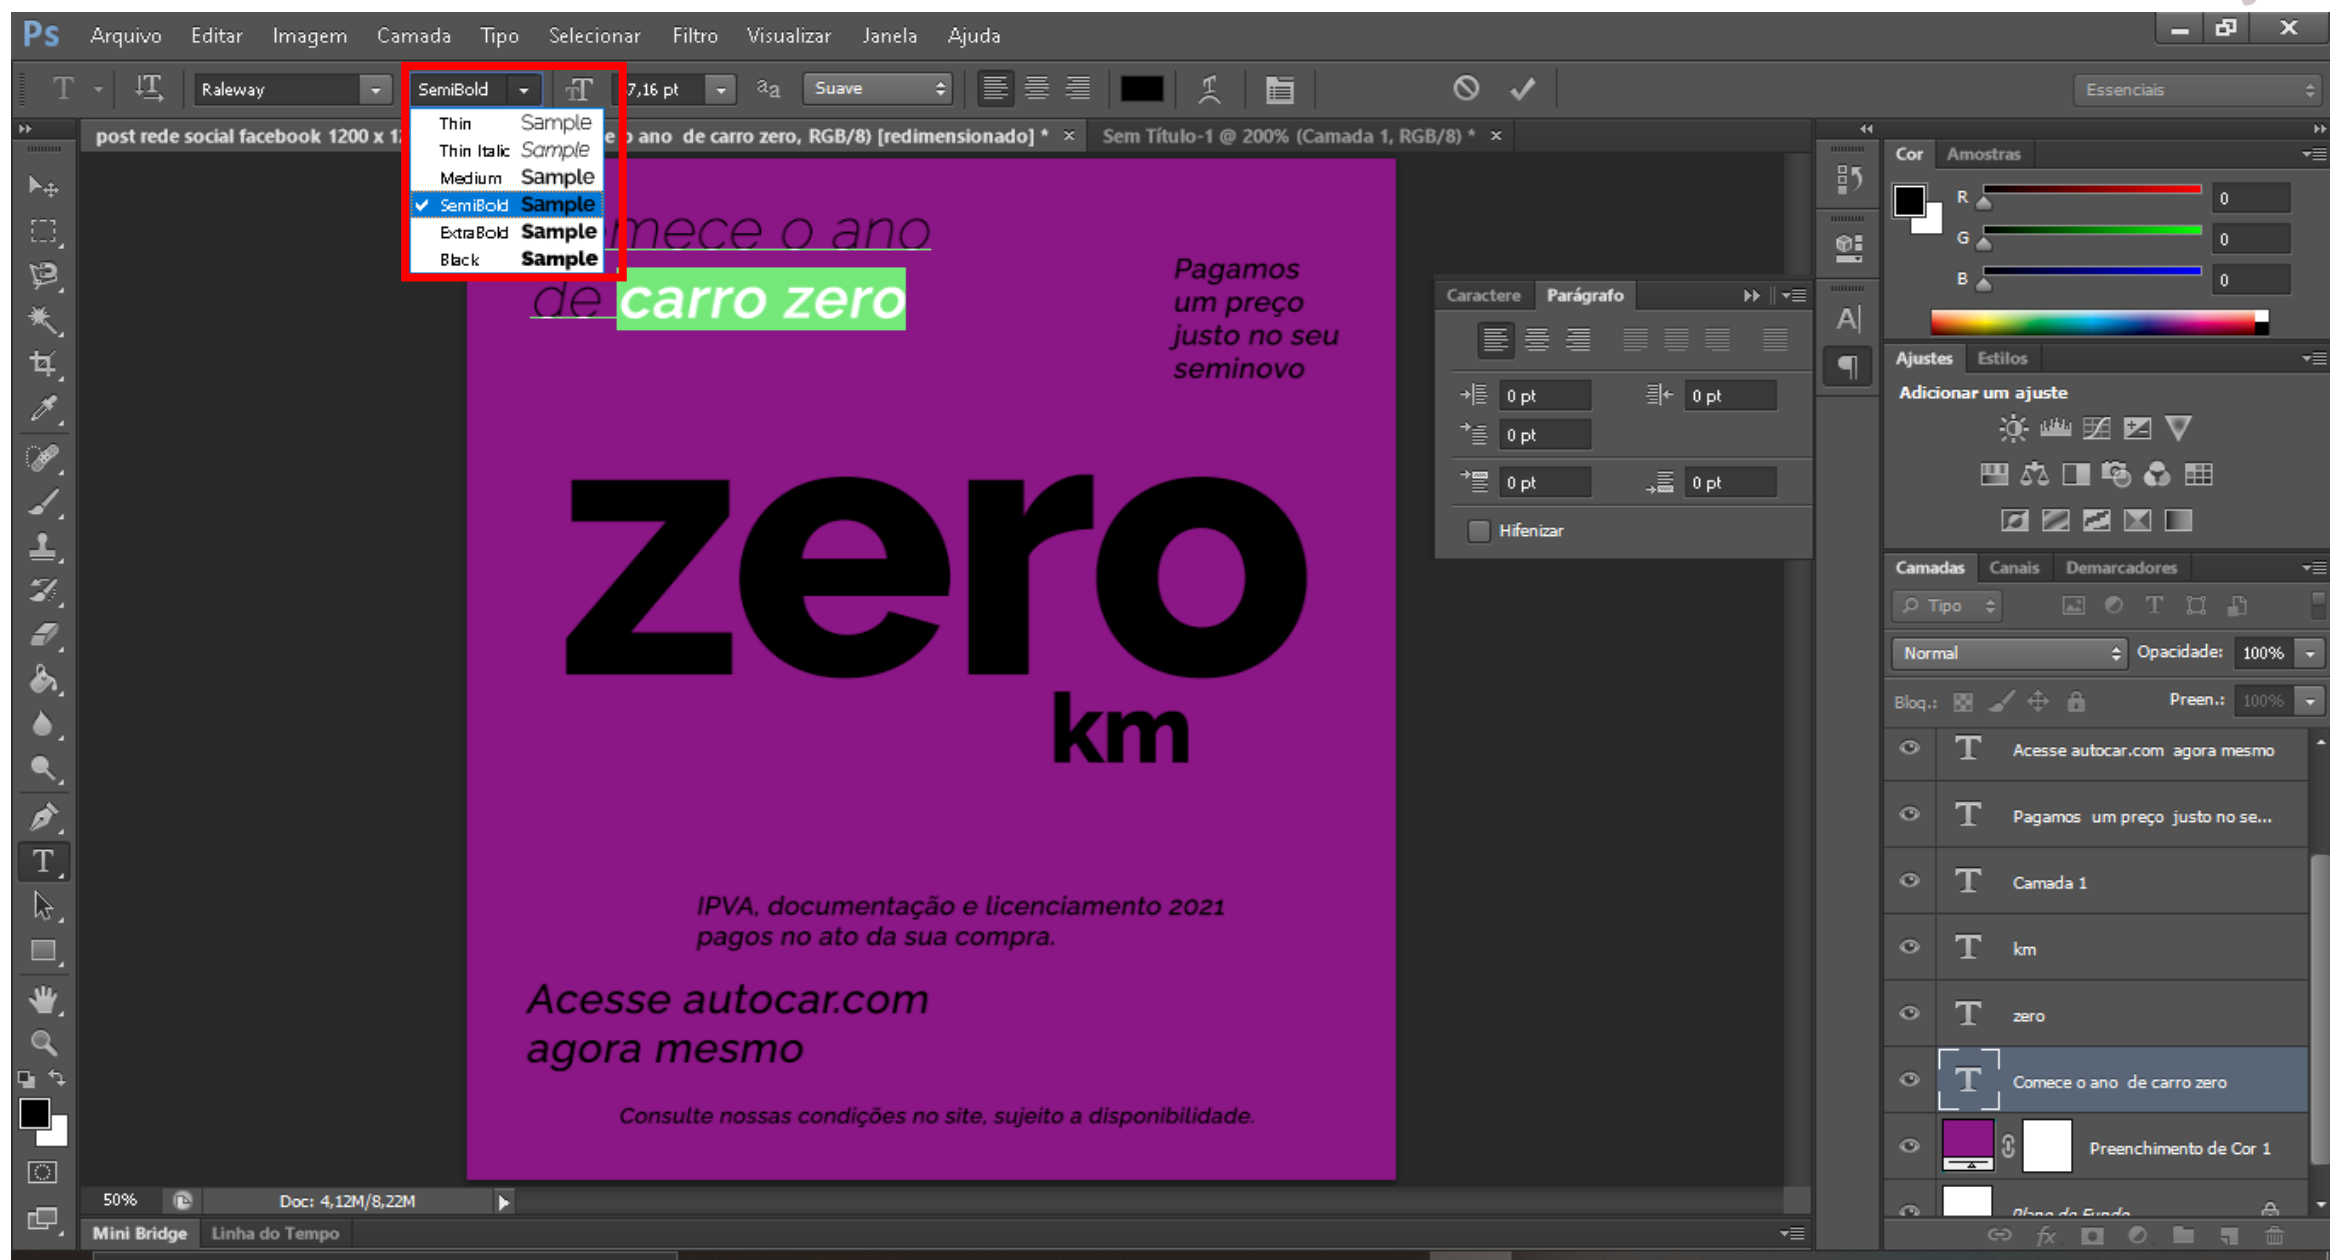 Ps Arquivo Editar Imagem Camada Tipo Selecionar Filtro Visualizar Janela Ajuda
T Raleway SemiBold 7,16 pt aa Suave Essenciais
Thin Sample
Thin Italic Sample
Medium Sample
SemiBold Sample
ExtraBold Sample
Black Sample
post rede social facebook 1200 x 1 o ano de carro zero, RGB/8) [redimensionado] * ×
Sem Título-1 @ 200% (Camada 1, RGB/8) * ×
mece o ano
de carro zero
Pagamos
um preço
justo no seu
seminovo
zero
km
IPVA, documentação e licenciamento 2021
pagos no ato da sua compra.
Acesse autocar.com
agora mesmo
Consulte nossas condições no site, sujeito a disponibilidade.
Caractere Parágrafo
0 pt 0 pt
0 pt
0 pt 0 pt
Hifenizar
Cor Amostras
R 0
G 0
B 0
Ajustes Estilos
Adicionar um ajuste
Camadas Canais Demarcadores
Tipo
Normal Opacidade: 100%
Bloq.: Preen.: 100%
T Acesse autocar.com agora mesmo
T Pagamos um preço justo no se...
T Camada 1
T km
T zero
T Comece o ano de carro zero
Preenchimento de Cor 1
Plano de Fundo
fx
50% Doc: 4,12M/8,22M
Mini Bridge Linha do Tempo